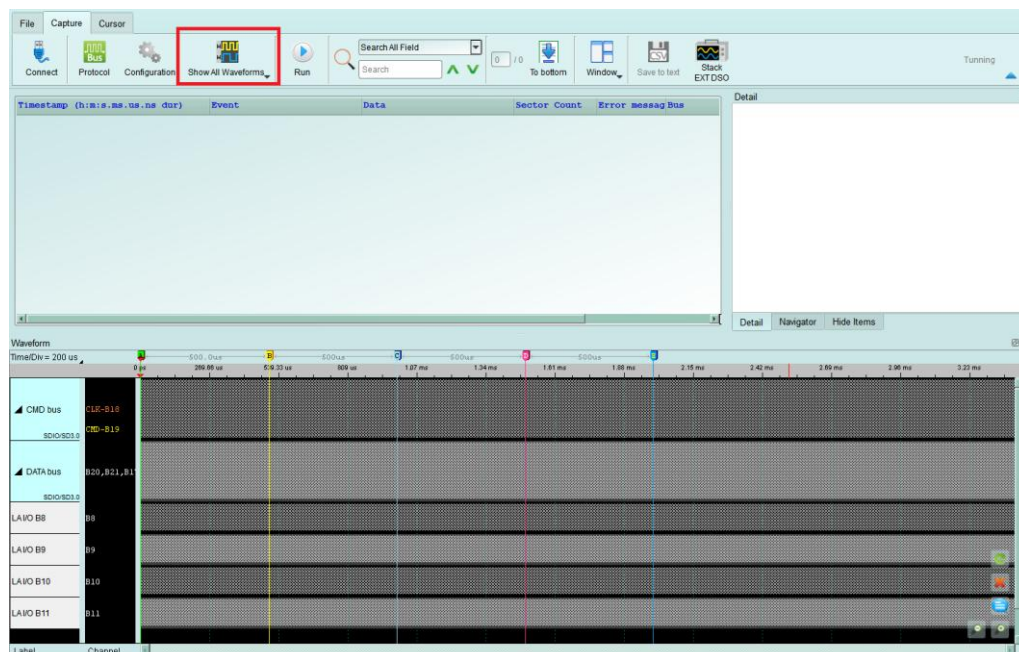 File Capture Cursor
Connect
Bus
Protocol
Configuration
Show All Waveforms
Run
Search All Field
Search
0 / 0
To bottom
Window
CSV
Save to text
Stack
EXT DSO
Tunning
Timestamp (h:m:s.ms.us.ns dur) Event Data Sector Count Error messag Bus
Detail
Detail Navigator Hide Items
Waveform
Time/Div = 200 us
A 500.0us B 500us C 500us D 500us
0 ps 269.66 us 539.33 us 809 us 1.07 ms 1.34 ms 1.61 ms 1.88 ms 2.15 ms 2.42 ms 2.69 ms 2.96 ms 3.23 ms
CMD bus CLK-B18
CMD-B19
SDIO/SD3.0
DATA bus B20,B21,B1
SDIO/SD3.0
LA I/O B8 B8
LA I/O B9 B9
LA I/O B10 B10
LA I/O B11 B11
Label Channel